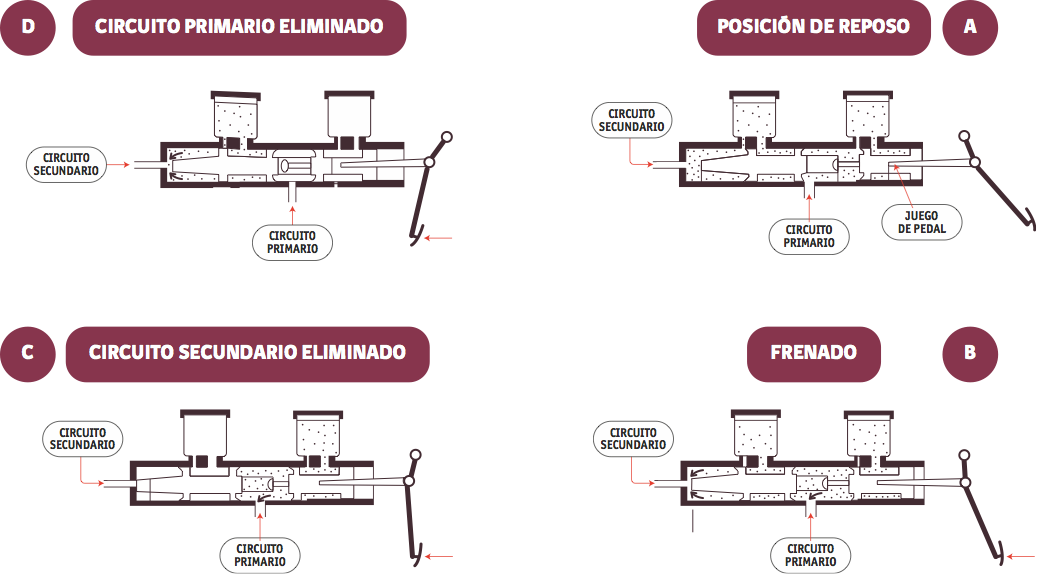 D
CIRCUITO PRIMARIO ELIMINADO
CIRCUITO
SECUNDARIO
CIRCUITO
PRIMARIO
POSICIÓN DE REPOSO
A
CIRCUITO
SECUNDARIO
CIRCUITO
PRIMARIO
JUEGO
DE PEDAL
C
CIRCUITO SECUNDARIO ELIMINADO
CIRCUITO
SECUNDARIO
CIRCUITO
PRIMARIO
FRENADO
B
CIRCUITO
SECUNDARIO
CIRCUITO
PRIMARIO